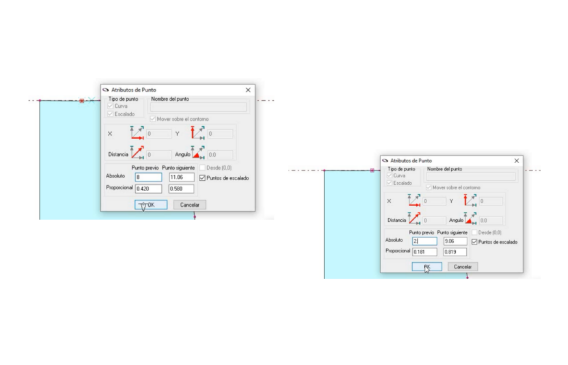 Atributos de Punto
Tipo de punto Nombre del punto
Curva
Escalado
Mover sobre el contorno
X 0 Y 0
Distancia 0 Angulo 0.0
Punto previo Punto siguiente Desde (0,0)
Absoluto 8 11.06 Puntos de escalado
Proporcional 0.420 0.580
OK Cancelar
Atributos de Punto
Tipo de punto Nombre del punto
Curva
Escalado
Mover sobre el contorno
X 0 Y 0
Distancia 0 Angulo 0.0
Punto previo Punto siguiente Desde (0,0)
Absoluto 2 9.06 Puntos de escalado
Proporcional 0.181 0.819
OK Cancelar